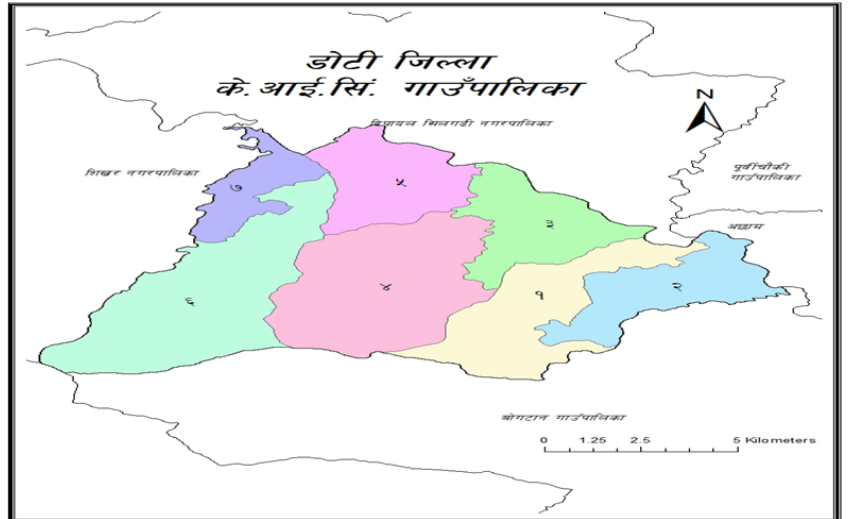 डोटी जिल्ला
के.आई.सिं. गाउँपालिका
N
दिपायल सिलगडी नगरपालिका
शिखर नगरपालिका
पूर्वीचौकी
गाउँपालिका
अछाम
७
५
३
६
४
१
२
बोगटान गाउँपालिका
0 1.25 2.5 5 Kilometers